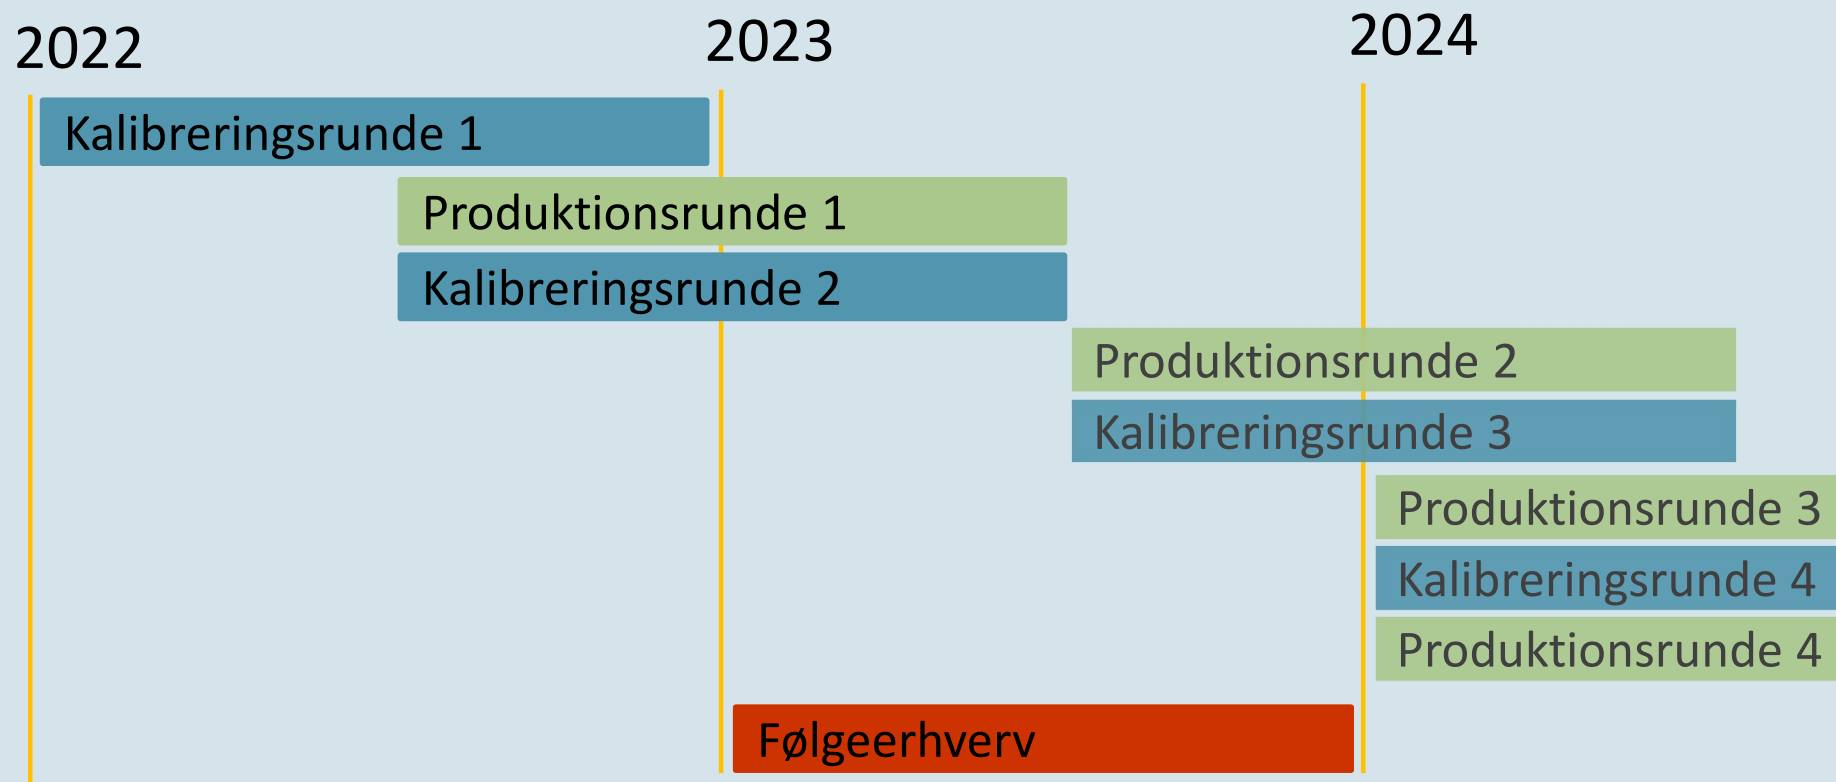 2022
2023
2024
Kalibreringsrunde 1
Produktionsrunde 1
Kalibreringsrunde 2
Produktionsrunde 2
Kalibreringsrunde 3
Produktionsrunde 3
Kalibreringsrunde 4
Produktionsrunde 4
Følgeerhverv